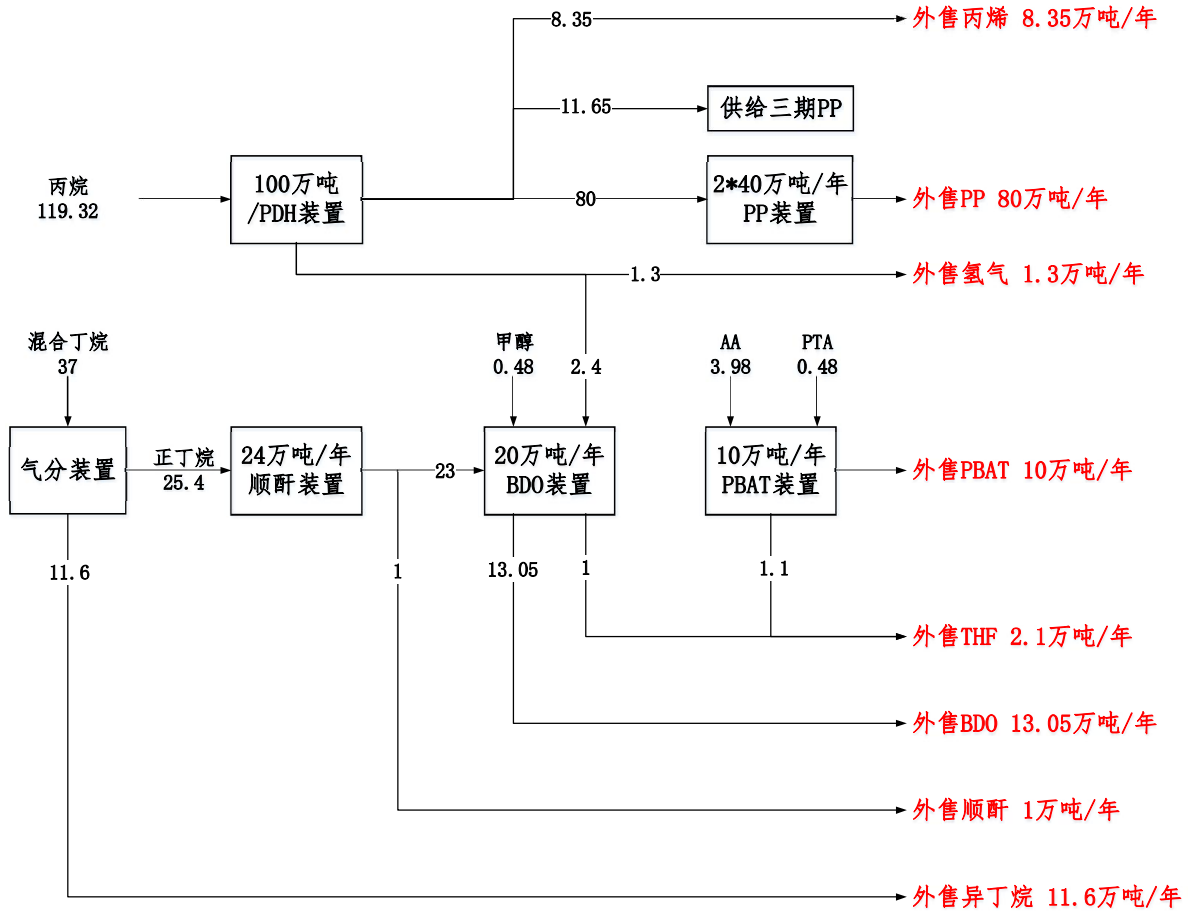 8.35
外售丙烯 8.35万吨/年
11.65
供给三期PP
丙烷
119.32
100万吨
/PDH装置
80
2*40万吨/年
PP装置
外售PP 80万吨/年
1.3
外售氢气 1.3万吨/年
混合丁烷
37
甲醇
0.48
2.4
AA
3.98
PTA
0.48
气分装置
正丁烷
25.4
24万吨/年
顺酐装置
23
20万吨/年
BDO装置
10万吨/年
PBAT装置
外售PBAT 10万吨/年
11.6
1
13.05
1
1.1
外售THF 2.1万吨/年
外售BDO 13.05万吨/年
外售顺酐 1万吨/年
外售异丁烷 11.6万吨/年